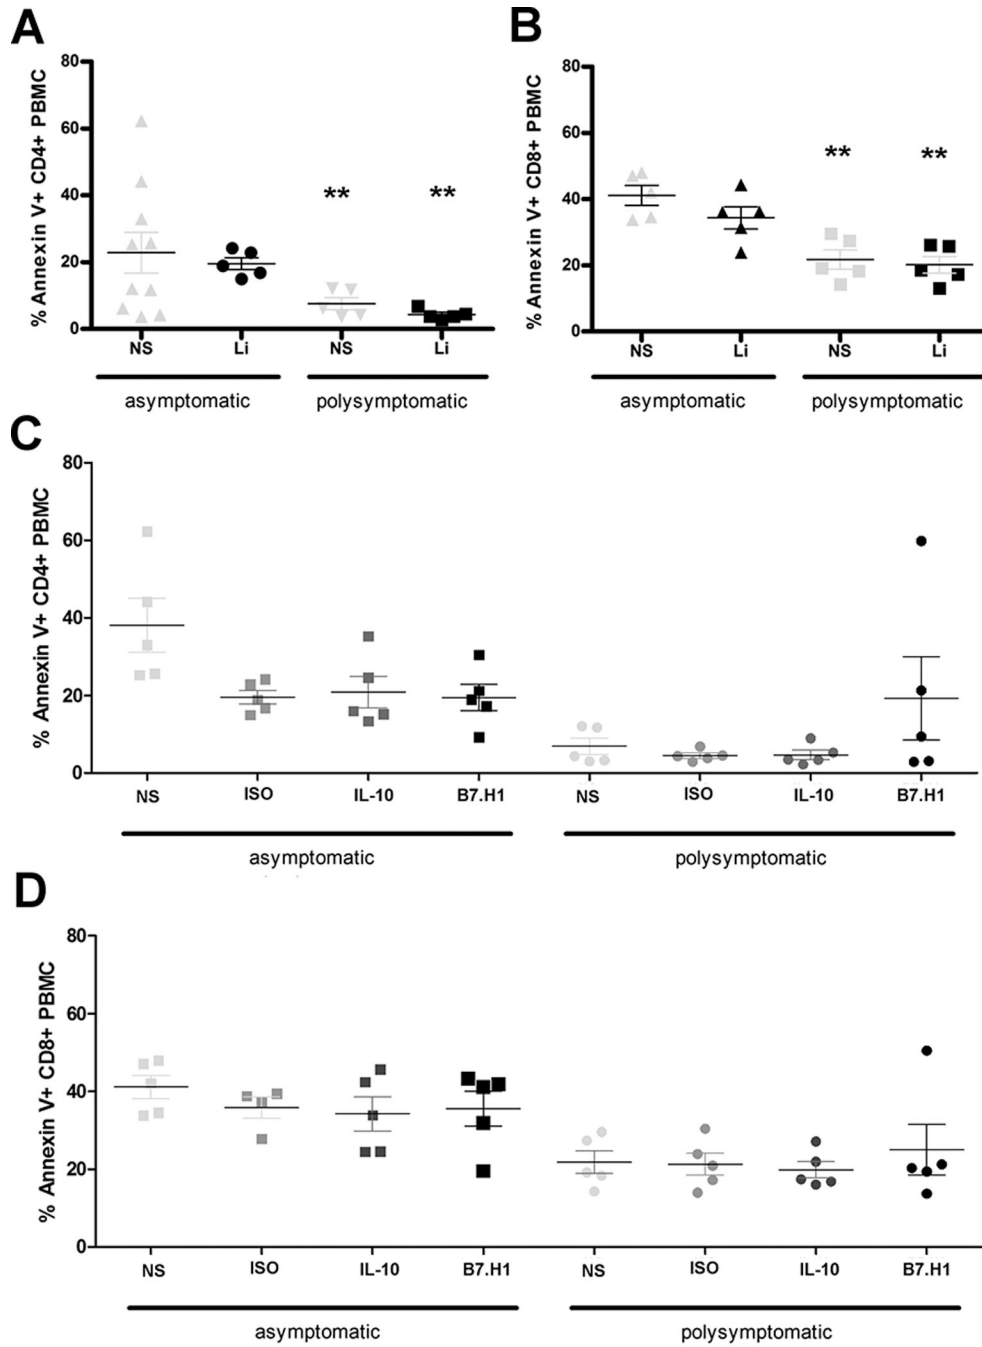 A
% Annexin V+ CD4+ PBMC
80
60
40
20
0
**
**
NS
Li
NS
Li
asymptomatic
polysymptomatic
B
% Annexin V+ CD8+ PBMC
80
60
40
20
0
**
**
NS
Li
NS
Li
asymptomatic
polysymptomatic
C
% Annexin V+ CD4+ PBMC
80
60
40
20
0
NS
ISO
IL-10
B7.H1
NS
ISO
IL-10
B7.H1
asymptomatic
polysymptomatic
D
% Annexin V+ CD8+ PBMC
80
60
40
20
0
NS
ISO
IL-10
B7.H1
NS
ISO
IL-10
B7.H1
asymptomatic
polysymptomatic